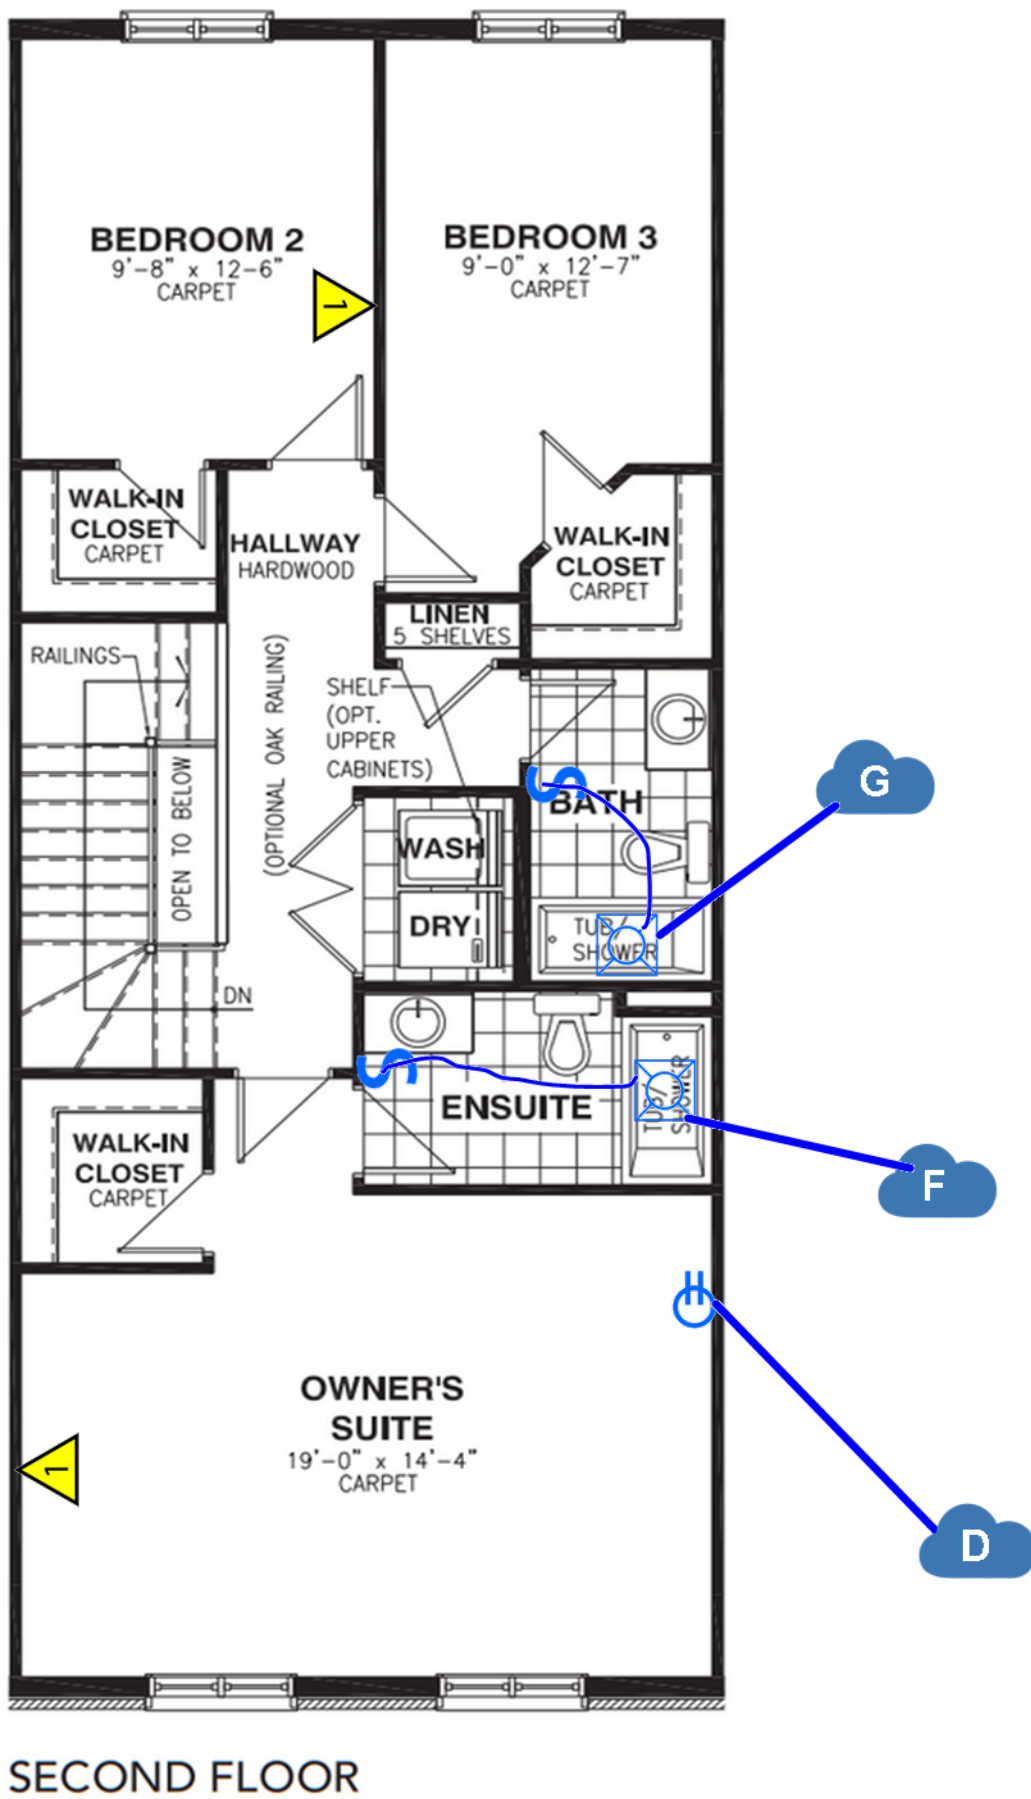 BEDROOM 2
9'-8" x 12-6"
CARPET
1
BEDROOM 3
9'-0" x 12'-7"
CARPET
WALK-IN
CLOSET
CARPET
HALLWAY
HARDWOOD
WALK-IN
CLOSET
CARPET
LINEN
5 SHELVES
RAILINGS
(OPTIONAL OAK RAILING)
SHELF
(OPT.
UPPER
CABINETS)
OPEN TO BELOW
S
BATH
G
WASH
DRY
TUB/
SHOWER
DN
S
ENSUITE
TUB/
SHOWER
F
WALK-IN
CLOSET
CARPET
D
OWNER'S
SUITE
19'-0" x 14'-4"
CARPET
1
SECOND FLOOR